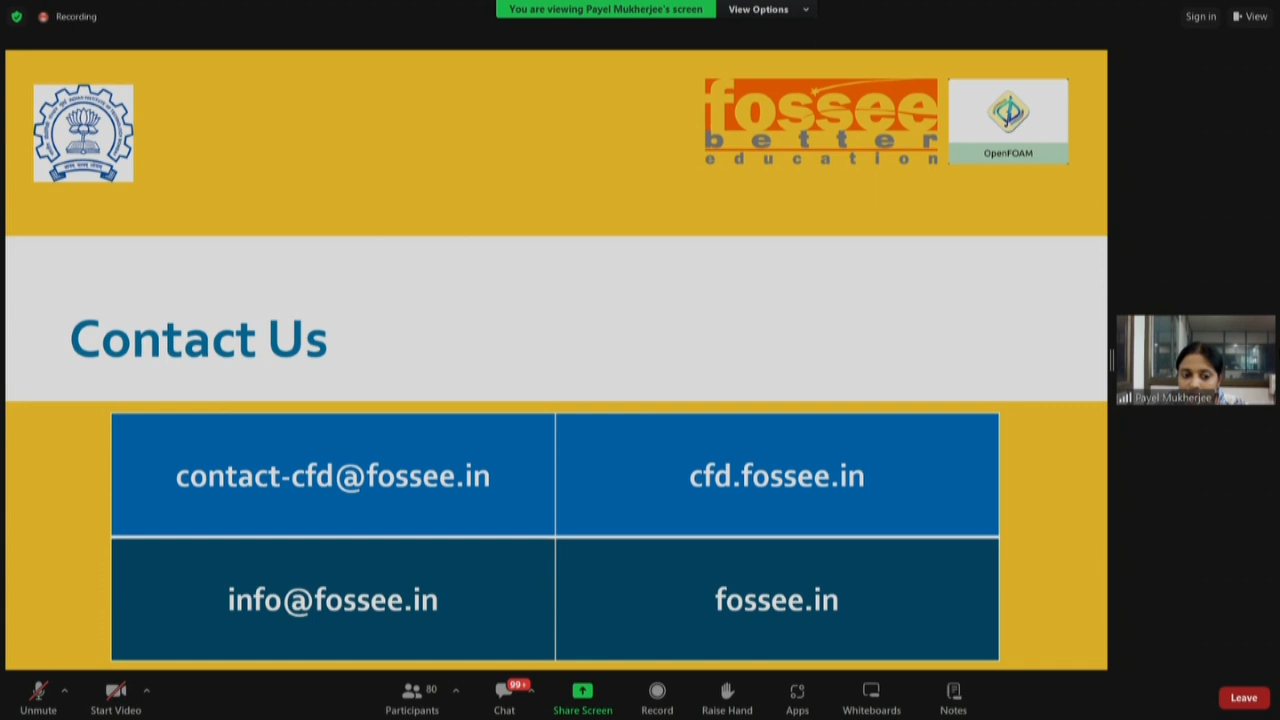 Recording
You are viewing Payel Mukherjee's screen
View Options
Sign in
View
fossee
better
education
OpenFOAM
Contact Us
contact-cfd@fossee.in
cfd.fossee.in
info@fossee.in
fossee.in
Payel Mukherjee
Unmute
Start Video
80
Participants
99+
Chat
Share Screen
Record
Raise Hand
Apps
Whiteboards
Notes
Leave